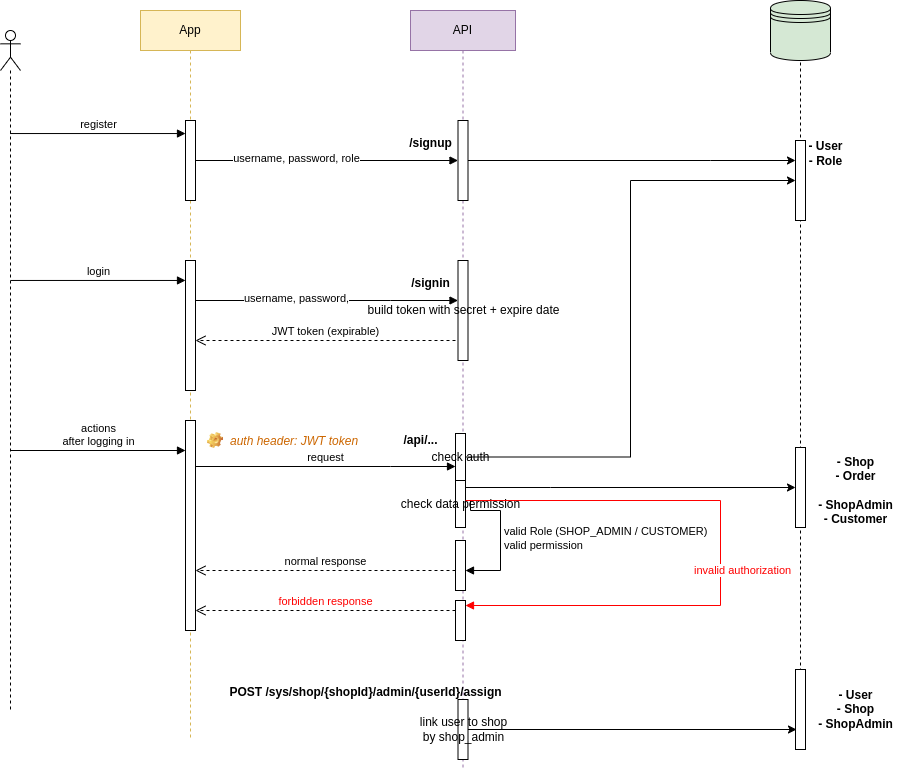 App
API
register
/signup
- User
- Role
username, password, role
login
/signin
username, password,
build token with secret + expire date
JWT token (expirable)
actions
after logging in
auth header: JWT token
/api/...
request
check auth
- Shop
- Order
- ShopAdmin
- Customer
check data permission
valid Role (SHOP_ADMIN / CUSTOMER)
valid permission
normal response
invalid authorization
forbidden response
POST /sys/shop/{shopId}/admin/{userId}/assign
link user to shop
by shop_admin
- User
- Shop
- ShopAdmin